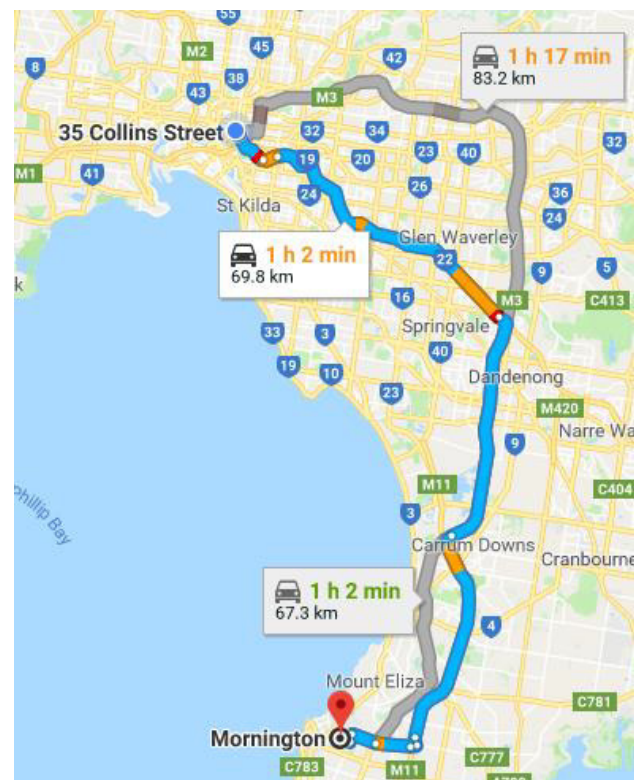 55
M2
45
42
8
38
43
1 h 17 min
83.2 km
M3
35 Collins Street
32
34
M1
41
19
20
23
40
32
24
26
36
St Kilda
24
Glen Waverley
1 h 2 min
69.8 km
22
9
5
k
16
M3
C413
Springvale
33
3
40
19
10
Dandenong
23
M420
9
Narre Wa
M11
C404
phillip Bay
3
Carrum Downs
Cranbourne
1 h 2 min
67.3 km
4
Mount Eliza
C781
Mornington
C783
M11
C777